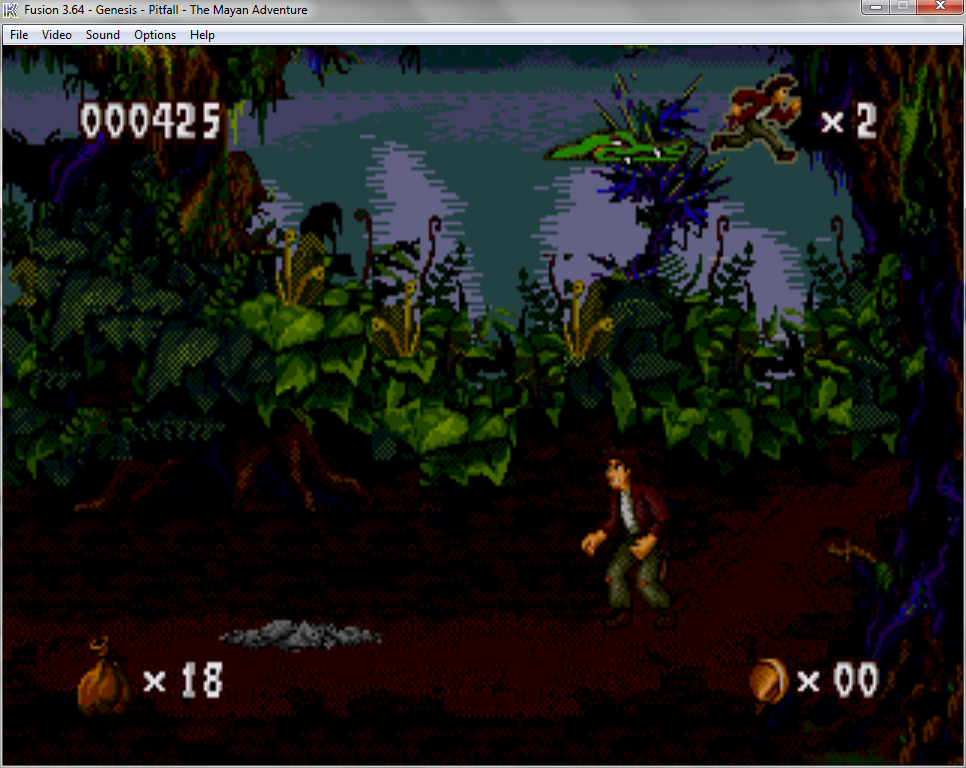 Fusion 3.64 - Genesis - Pitfall - The Mayan Adventure
File Video Sound Options Help
000425
× 2
× 18
× 00